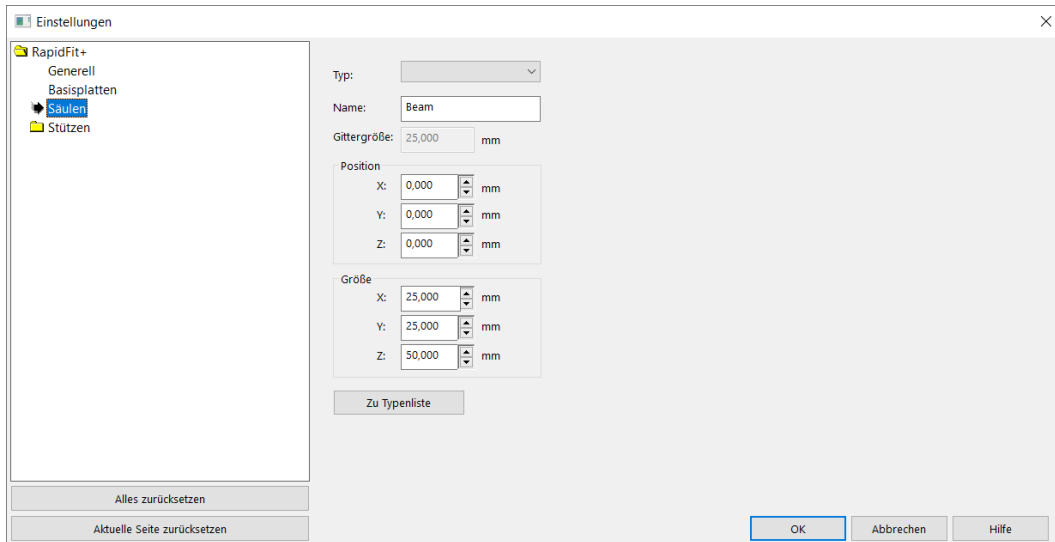 Einstellungen
RapidFit+
Generell
Basisplatten
Säulen
Stützen
Alles zurücksetzen
Aktuelle Seite zurücksetzen
Typ:
Name: Beam
Gittergröße: 25,000 mm
Position
X: 0,000 mm
Y: 0,000 mm
Z: 0,000 mm
Größe
X: 25,000 mm
Y: 25,000 mm
Z: 50,000 mm
Zu Typenliste
OK Abbrechen Hilfe